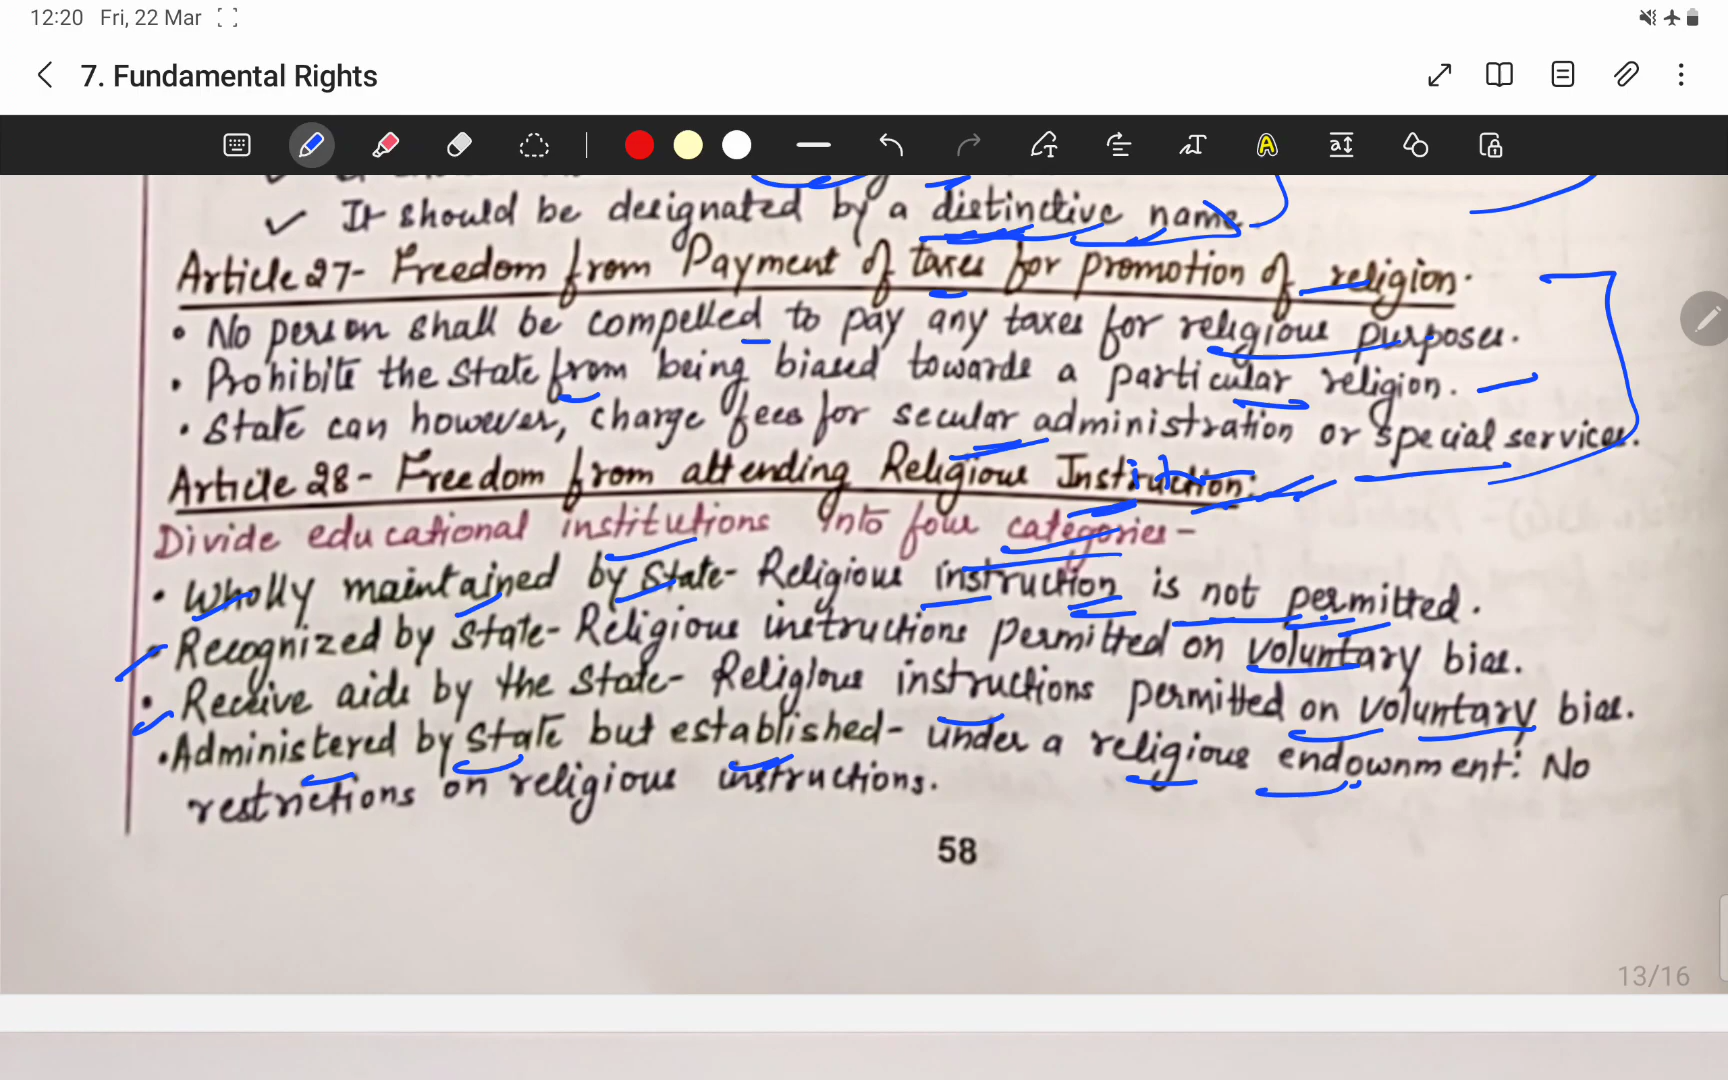 12:20 Fri, 22 Mar
7. Fundamental Rights
✓ It should be designated by a distinctive name
Article 27- Freedom from Payment of taxes for promotion of religion.
• No person shall be compelled to pay any taxes for religious purposes.
• Prohibits the State from being biased towards a particular religion.
• State can however, charge fees for secular administration or special services.
Article 28- Freedom from attending Religious Instruction:
Divide educational institutions into four categories-
• Wholly maintained by State- Religious instruction is not permitted.
• Recognized by State- Religious instructions permitted on voluntary bias.
• Receive aids by the State- Religious instructions permitted on voluntary bias.
• Administered by State but established- under a religious endownment: No
restrictions on religious instructions.
58
13/16